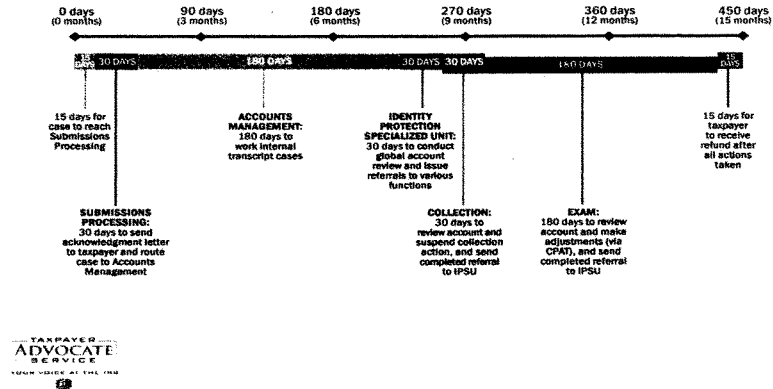 0 days
(0 months)
90 days
(3 months)
180 days
(6 months)
270 days
(9 months)
360 days
(12 months)
450 days
(15 months)
15 DAYS
30 DAYS
180 DAYS
30 DAYS
30 DAYS
180 DAYS
15 DAYS
15 days for
case to reach
Submissions
Processing
ACCOUNTS
MANAGEMENT:
180 days to
work internal
transcript cases
IDENTITY
PROTECTION
SPECIALIZED UNIT:
30 days to conduct
global account
review and issue
referrals to various
functions
15 days for
taxpayer
to receive
refund after
all actions
taken
SUBMISSIONS
PROCESSING:
30 days to send
acknowledgment letter
to taxpayer and route
case to Accounts
Management
COLLECTION:
30 days to
review account and
suspend collection
action, and send
completed referral
to IPSU
EXAM:
180 days to review
account and make
adjustments (via
CPAT), and send
completed referral
to IPSU
TAXPAYER
ADVOCATE
SERVICE
YOUR VOICE AT THE IRS